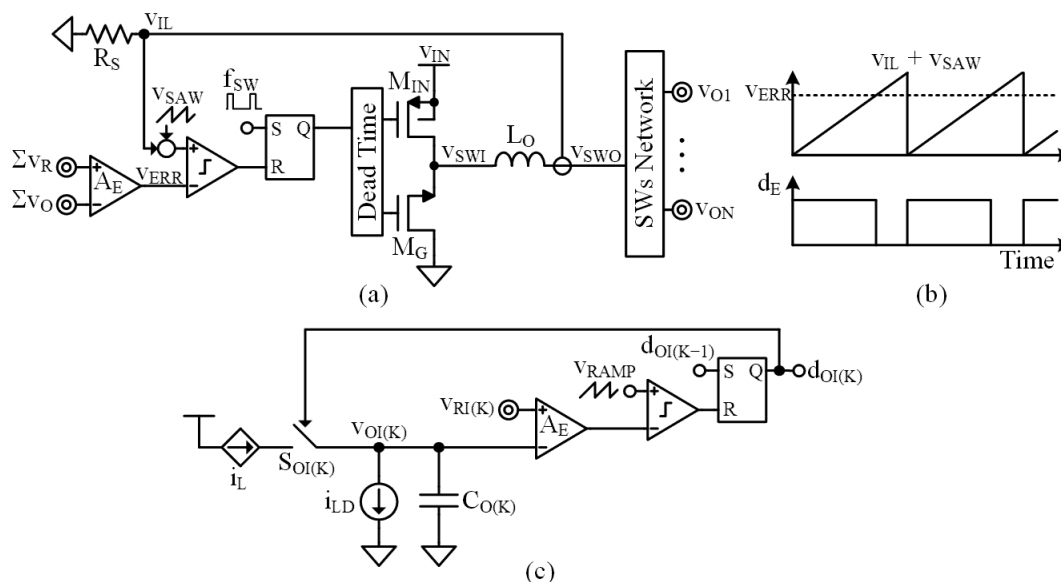 v_IL
R_S
v_IN
M_IN
f_SW
v_SAW
S Q
R
Dead Time
Σv_R
Σv_O
A_E
v_ERR
+
−
+
−
v_SWI
L_O
v_SWO
SWs Network
v_O1
v_ON
M_G
(a)
v_IL + v_SAW
v_ERR
d_E
Time
(b)
d_OI(K−1)
S Q
R
d_OI(K)
v_RAMP
+
−
v_RI(K)
+
A_E
−
v_OI(K)
S_OI(K)
i_L
i_LD
C_O(K)
(c)